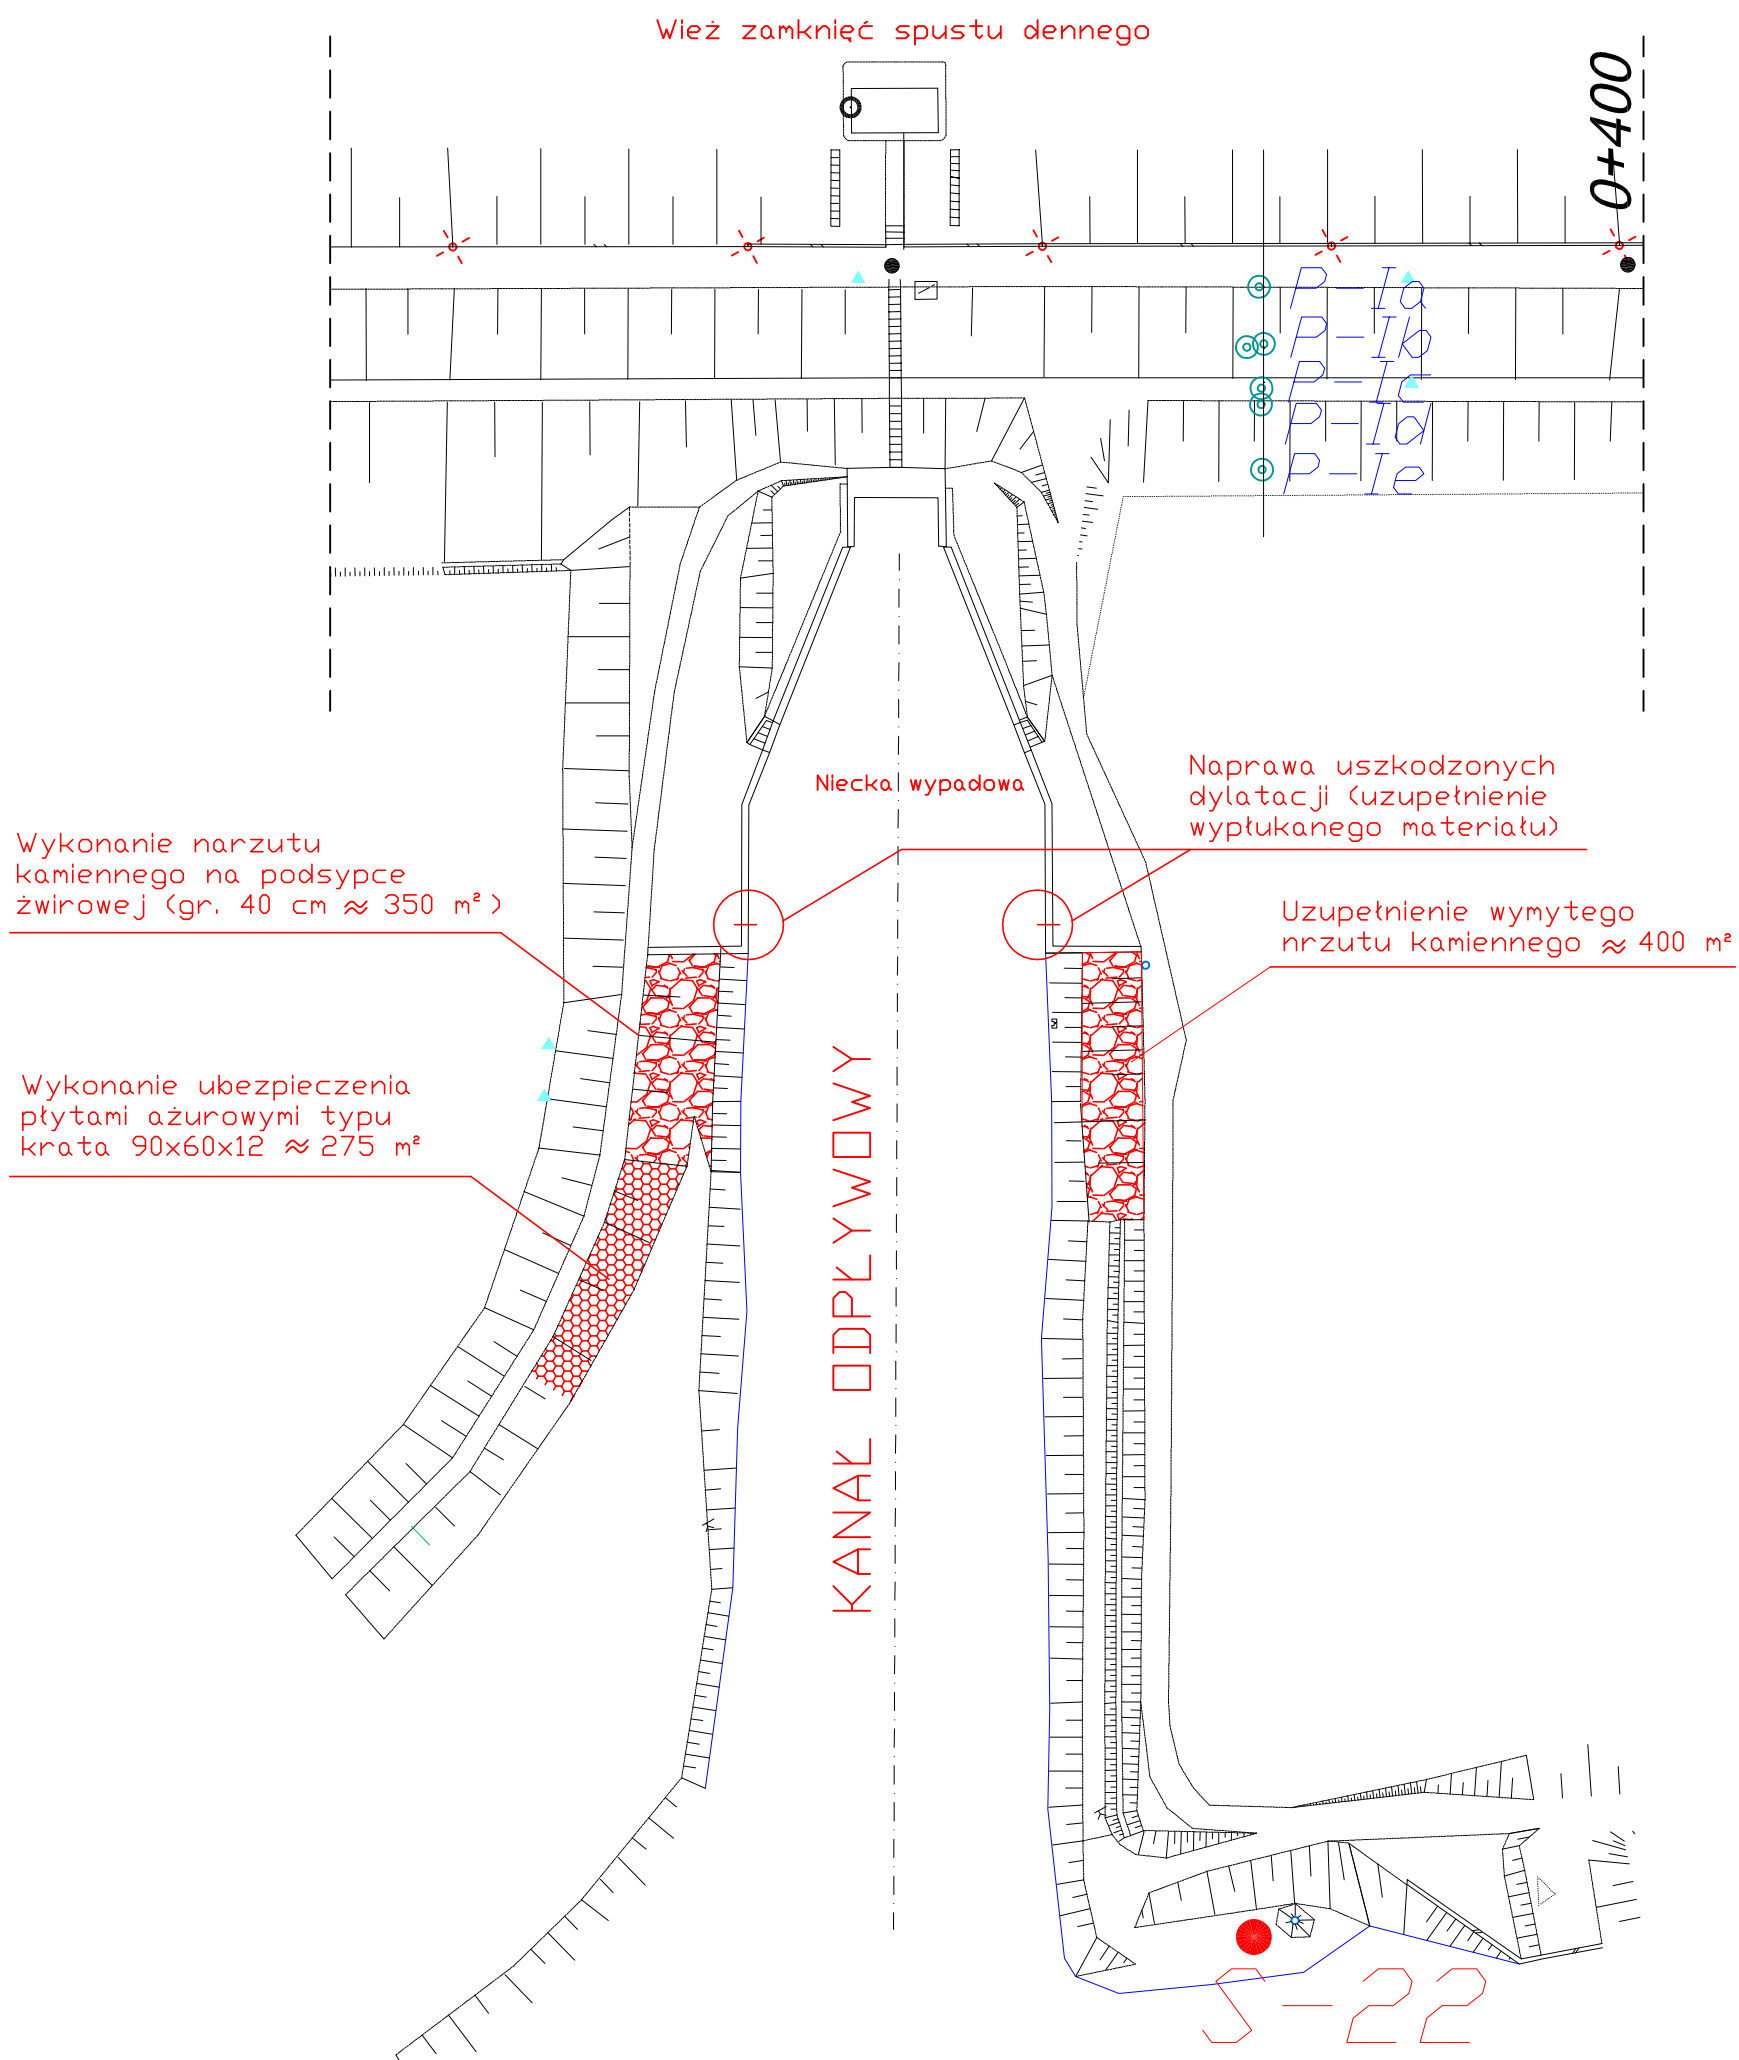 Wież zamknięć spustu dennego
0+400
P-Ia
P-Ib
P-Ic
P-Id
P-Ie
Niecka wypadowa
Naprawa uszkodzonych
dylatacji (uzupełnienie
wypłukanego materiału)
Wykonanie narzutu
kamiennego na podsypce
żwirowej (gr. 40 cm ≈ 350 m²)
Uzupełnienie wymytego
nrzutu kamiennego ≈ 400 m²
Wykonanie ubezpieczenia
płytami ażurowymi typu
krata 90x60x12 ≈ 275 m²
KANAŁ ODPŁYWOWY
S-22